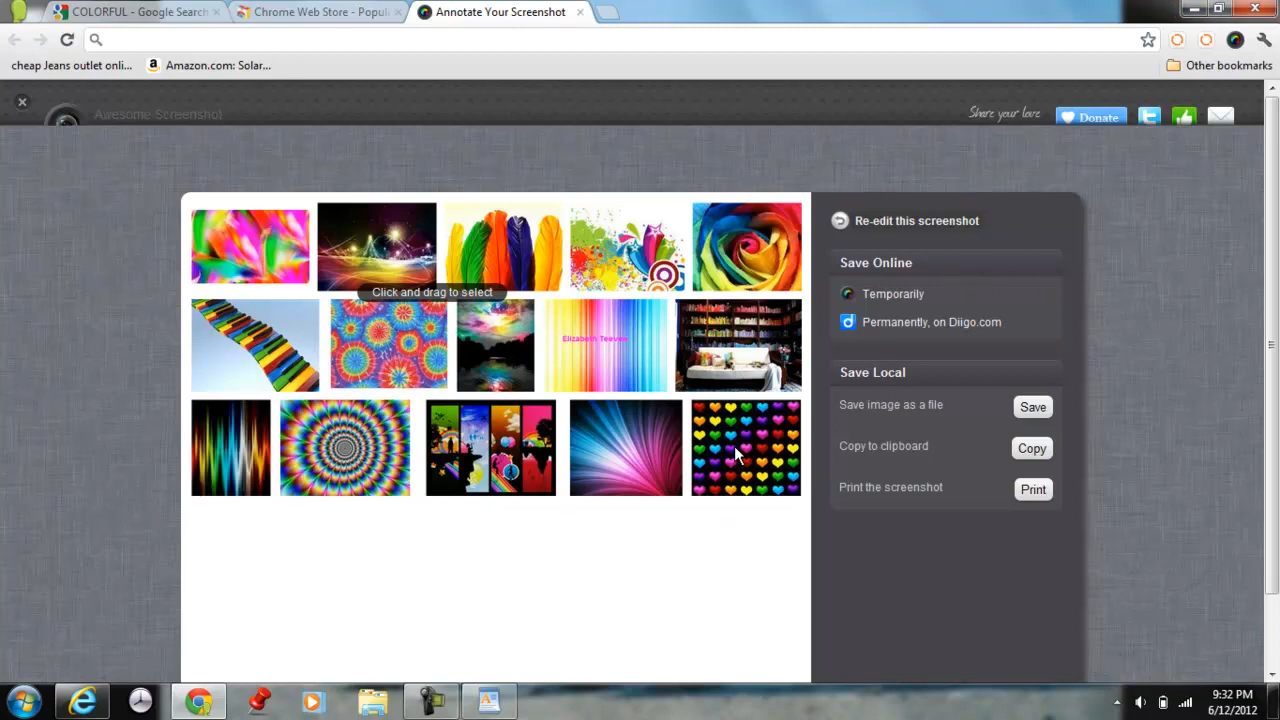 COLORFUL - Google Search
Chrome Web Store - Popul
Annotate Your Screenshot
cheap Jeans outlet onli...
Amazon.com: Solar...
Other bookmarks
Awesome Screenshot
Share your love
Donate
Re-edit this screenshot
Save Online
Click and drag to select
Temporarily
Permanently, on Diigo.com
Elizabeth Teeven
Save Local
Save image as a file
Save
Copy to clipboard
Copy
Print the screenshot
Print
9:32 PM
6/12/2012